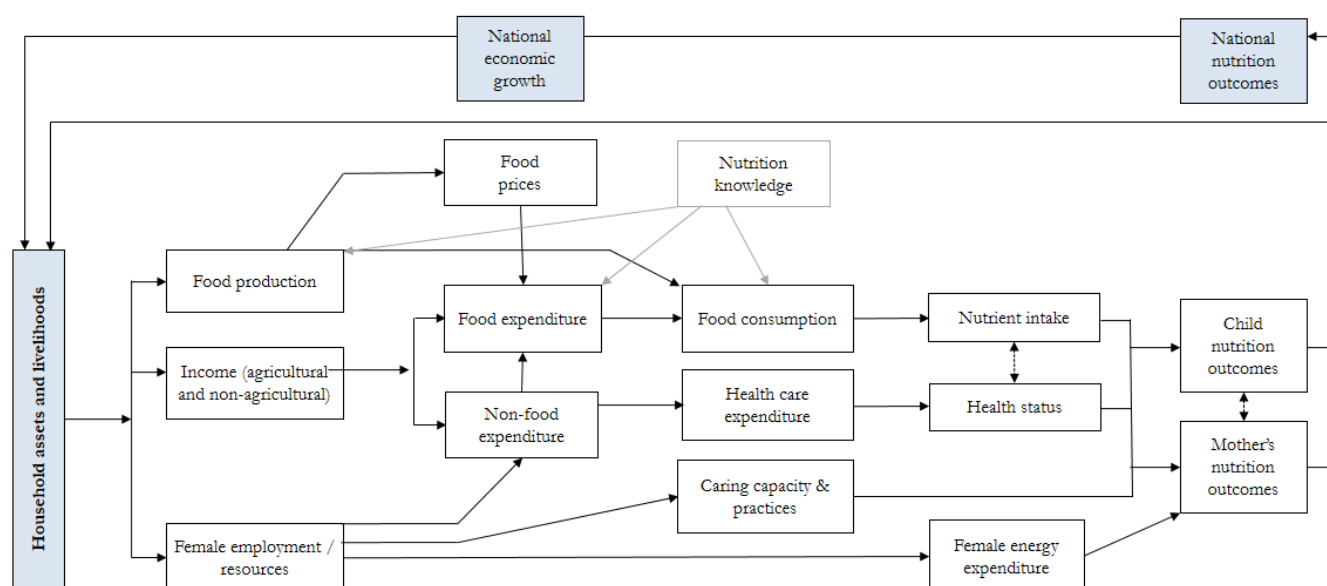 National
economic
growth
National
nutrition
outcomes
Food
prices
Nutrition
knowledge
Household assets and livelihoods
Food production
Food expenditure
Food consumption
Nutrient intake
Child
nutrition
outcomes
Income (agricultural
and non-agricultural)
Non-food
expenditure
Health care
expenditure
Health status
Mother's
nutrition
outcomes
Caring capacity &
practices
Female employment /
resources
Female energy
expenditure